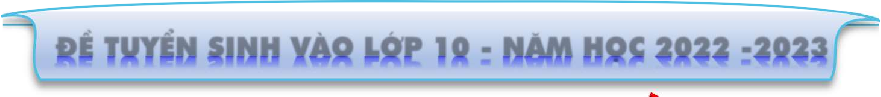 ĐỀ TUYỂN SINH VÀO LỚP 10 - NĂM HỌC 2022 -2023